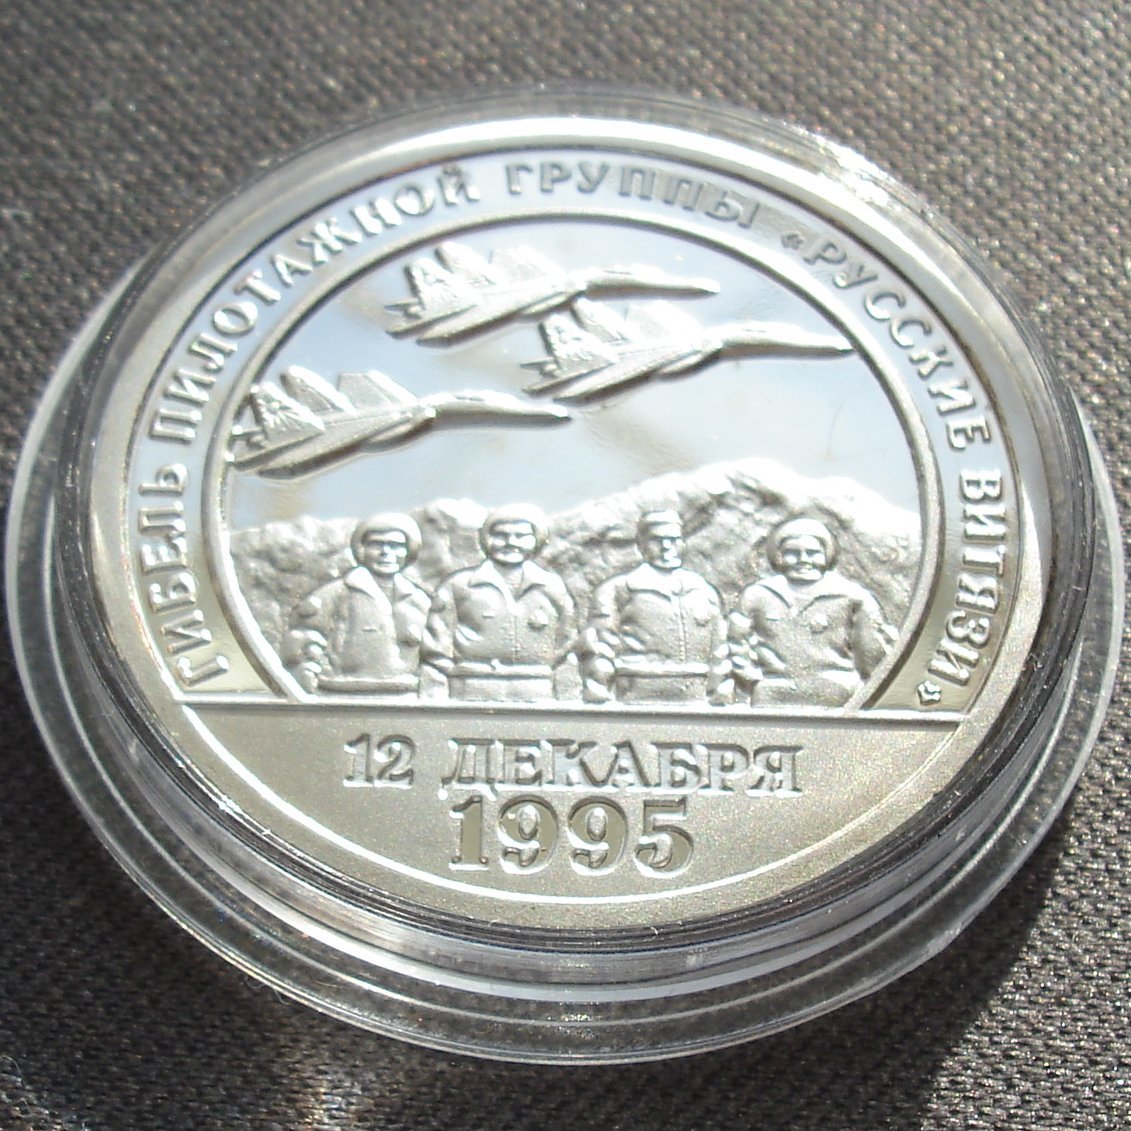 ГИБЕЛЬ ПИЛОТАЖНОЙ ГРУППЫ «РУССКИЕ ВИТЯЗИ»
12 ДЕКАБРЯ
1995